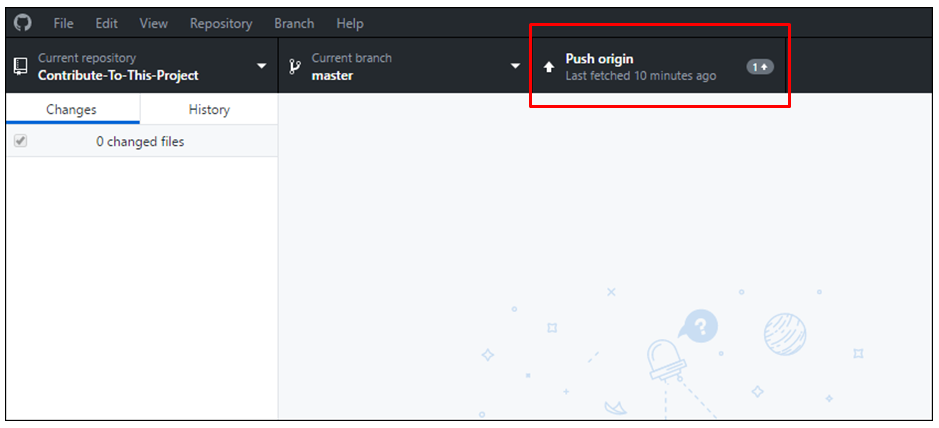 File Edit View Repository Branch Help
Current repository
Contribute-To-This-Project
Current branch
master
Push origin
Last fetched 10 minutes ago
1
Changes History
0 changed files
?